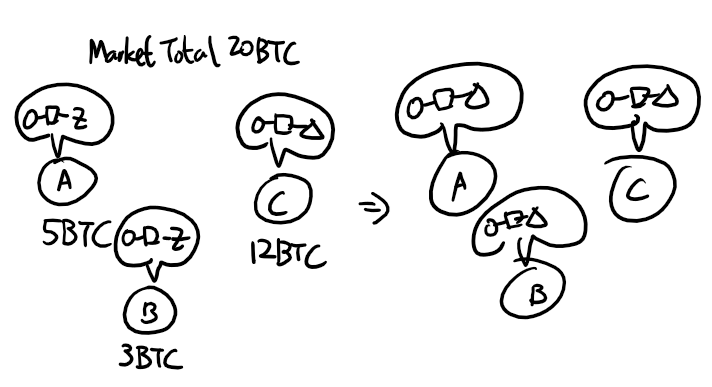 Market Total 20BTC
O-□-Z
A
5BTC
O-□-Z
B
3BTC
O-□-△
C
12BTC
⇒
O-□-△
A
O-□-△
B
O-□-△
C